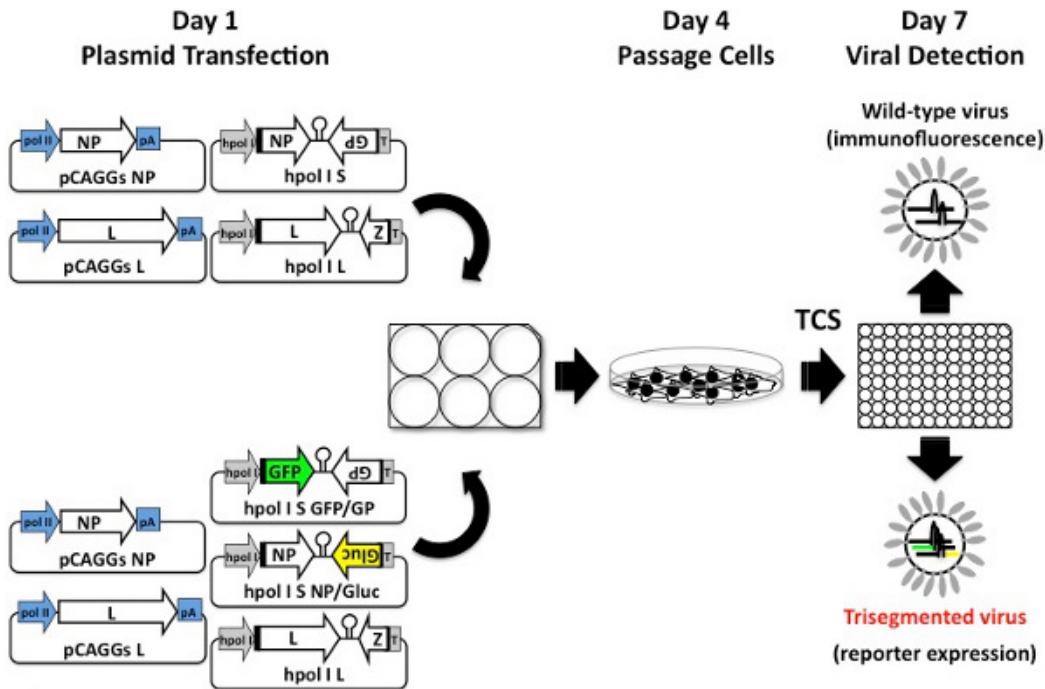 Day 1
Plasmid Transfection
Day 4
Passage Cells
Day 7
Viral Detection
pol II NP pA
pCAGGs NP
hpol I NP GP T
hpol I S
pol II L pA
pCAGGs L
hpol I L Z T
hpol I L
Wild-type virus
(immunofluorescence)
TCS
hpol I GFP GP T
hpol I S GFP/GP
pol II NP pA
pCAGGs NP
hpol I NP Gluc T
hpol I S NP/Gluc
pol II L pA
pCAGGs L
hpol I L Z T
hpol I L
Trisegmented virus
(reporter expression)